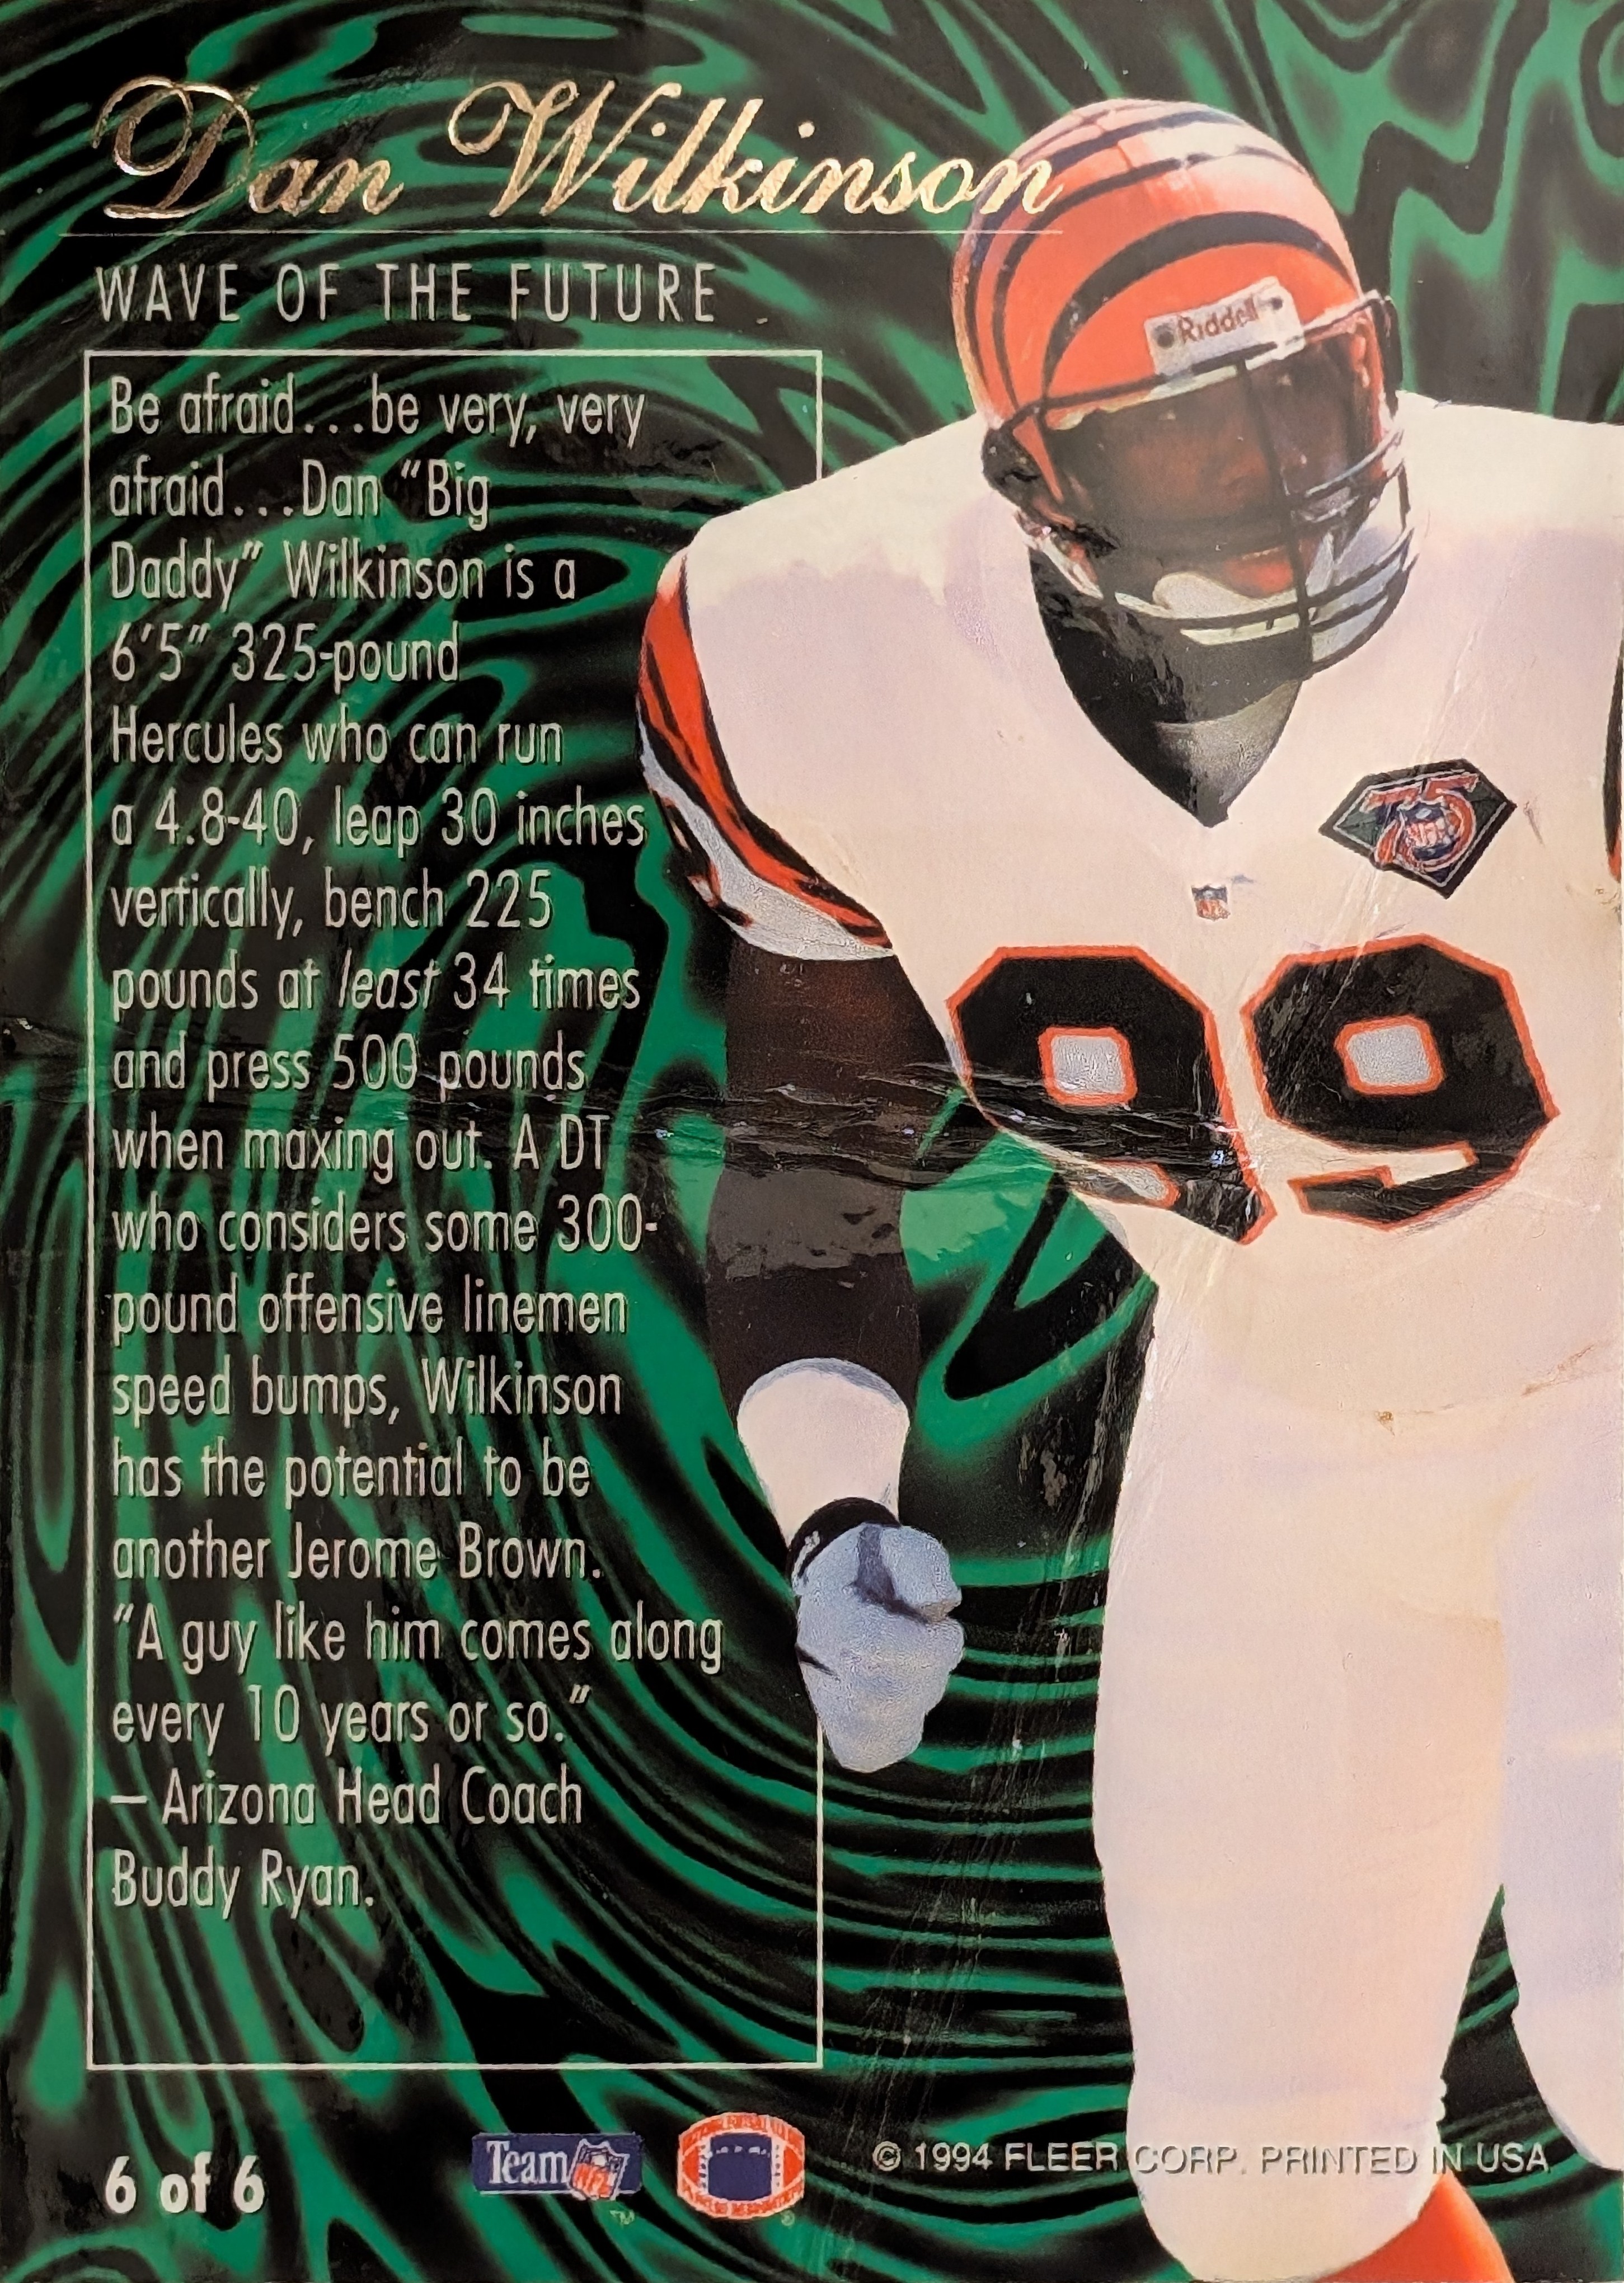 Dan Wilkinson
WAVE OF THE FUTURE
Riddell
Be afraid...be very, very
afraid...Dan “Big
Daddy” Wilkinson is a
6’5” 325-pound
Hercules who can run
a 4.8-40, leap 30 inches
vertically, bench 225
pounds at least 34 times
and press 500 pounds
when maxing out. A DT
who considers some 300-
pound offensive linemen
speed bumps, Wilkinson
has the potential to be
another Jerome Brown.
“A guy like him comes along
every 10 years or so.”
– Arizona Head Coach
Buddy Ryan.
75
NFL
99
6 of 6
Team NFL
™
®
© 1994 FLEER CORP. PRINTED IN USA